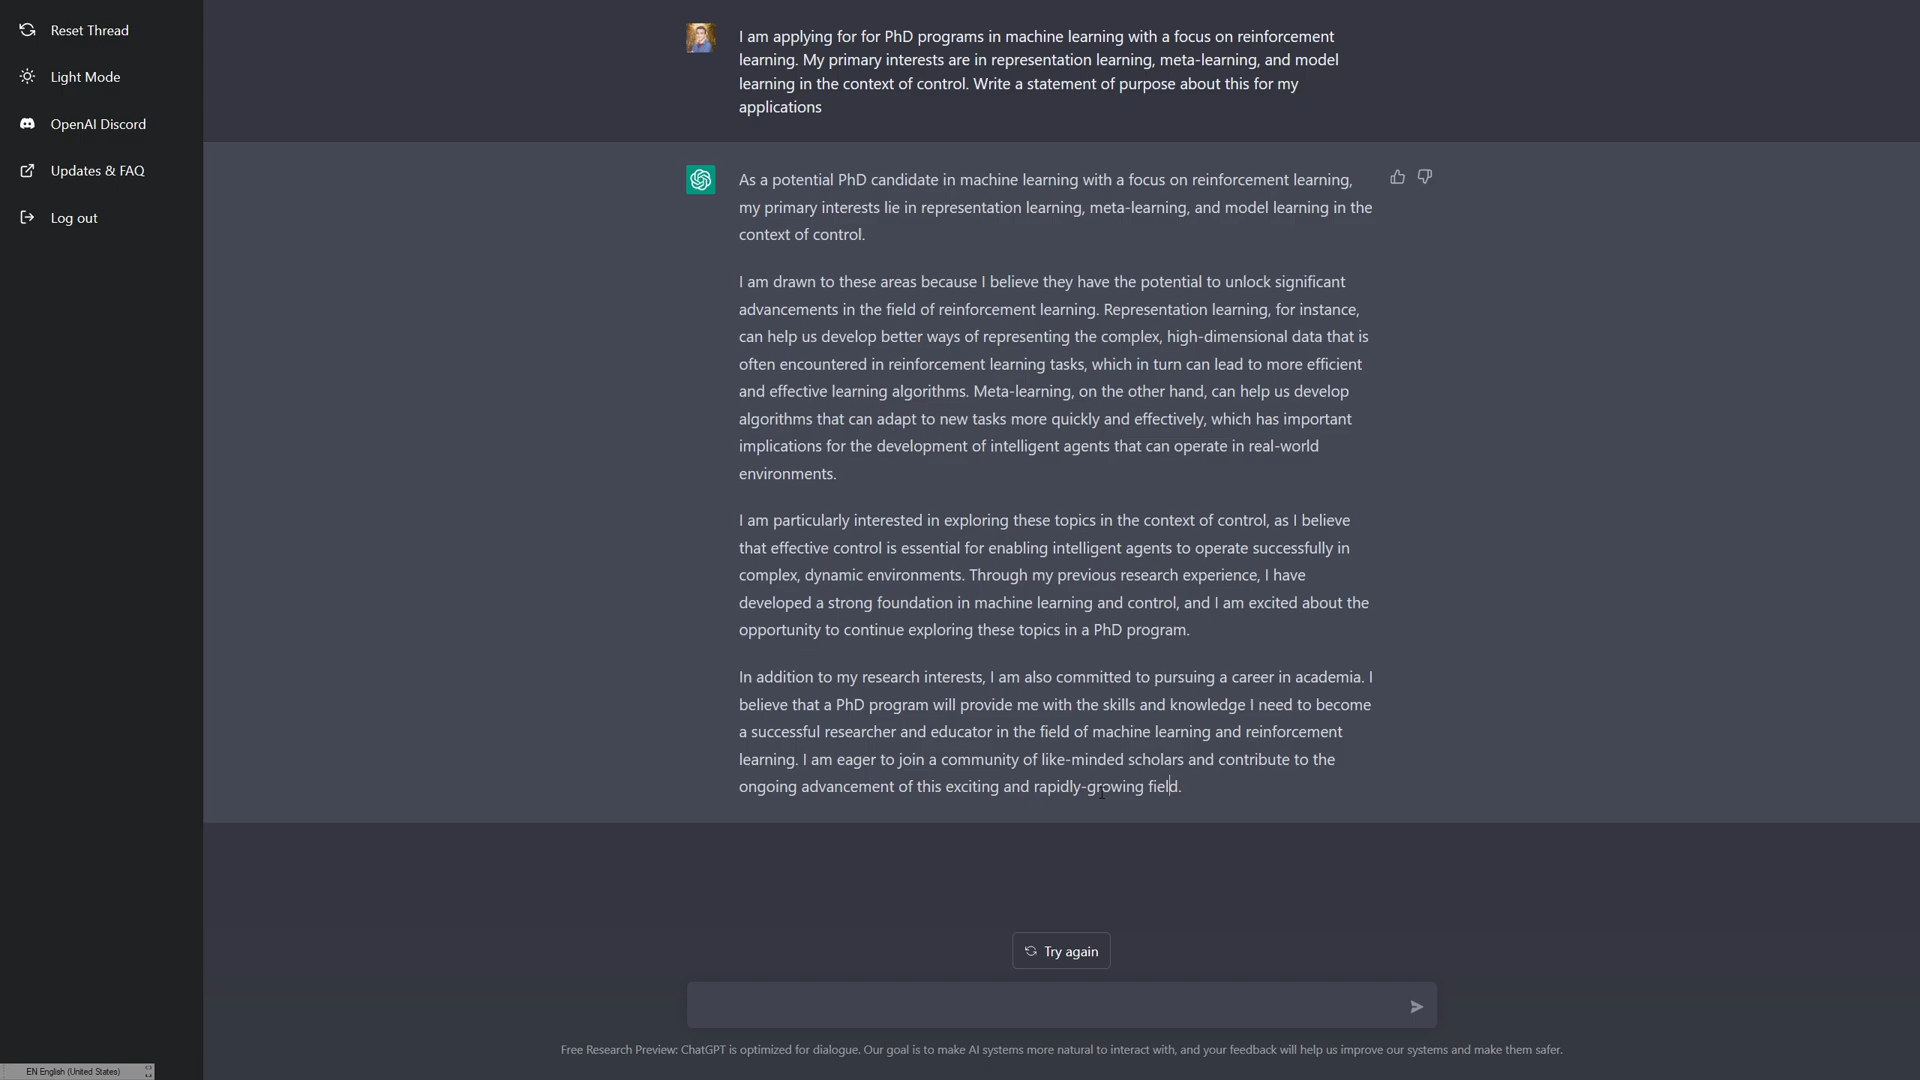 Reset Thread
Light Mode
OpenAI Discord
Updates & FAQ
Log out
I am applying for for PhD programs in machine learning with a focus on reinforcement
learning. My primary interests are in representation learning, meta-learning, and model
learning in the context of control. Write a statement of purpose about this for my
applications
As a potential PhD candidate in machine learning with a focus on reinforcement learning,
my primary interests lie in representation learning, meta-learning, and model learning in the
context of control.
I am drawn to these areas because I believe they have the potential to unlock significant
advancements in the field of reinforcement learning. Representation learning, for instance,
can help us develop better ways of representing the complex, high-dimensional data that is
often encountered in reinforcement learning tasks, which in turn can lead to more efficient
and effective learning algorithms. Meta-learning, on the other hand, can help us develop
algorithms that can adapt to new tasks more quickly and effectively, which has important
implications for the development of intelligent agents that can operate in real-world
environments.
I am particularly interested in exploring these topics in the context of control, as I believe
that effective control is essential for enabling intelligent agents to operate successfully in
complex, dynamic environments. Through my previous research experience, I have
developed a strong foundation in machine learning and control, and I am excited about the
opportunity to continue exploring these topics in a PhD program.
In addition to my research interests, I am also committed to pursuing a career in academia. I
believe that a PhD program will provide me with the skills and knowledge I need to become
a successful researcher and educator in the field of machine learning and reinforcement
learning. I am eager to join a community of like-minded scholars and contribute to the
ongoing advancement of this exciting and rapidly-growing field.
Try again
Free Research Preview: ChatGPT is optimized for dialogue. Our goal is to make AI systems more natural to interact with, and your feedback will help us improve our systems and make them safer.
EN English (United States)